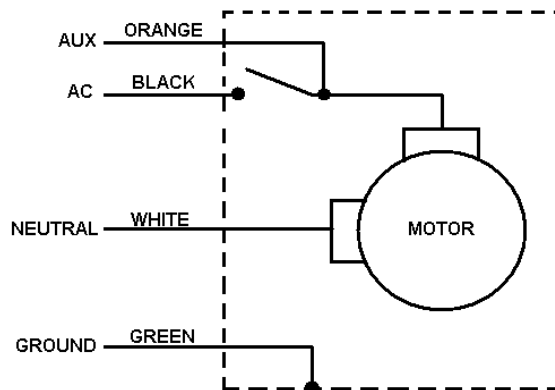 AUX ORANGE
AC BLACK
NEUTRAL WHITE
MOTOR
GROUND GREEN